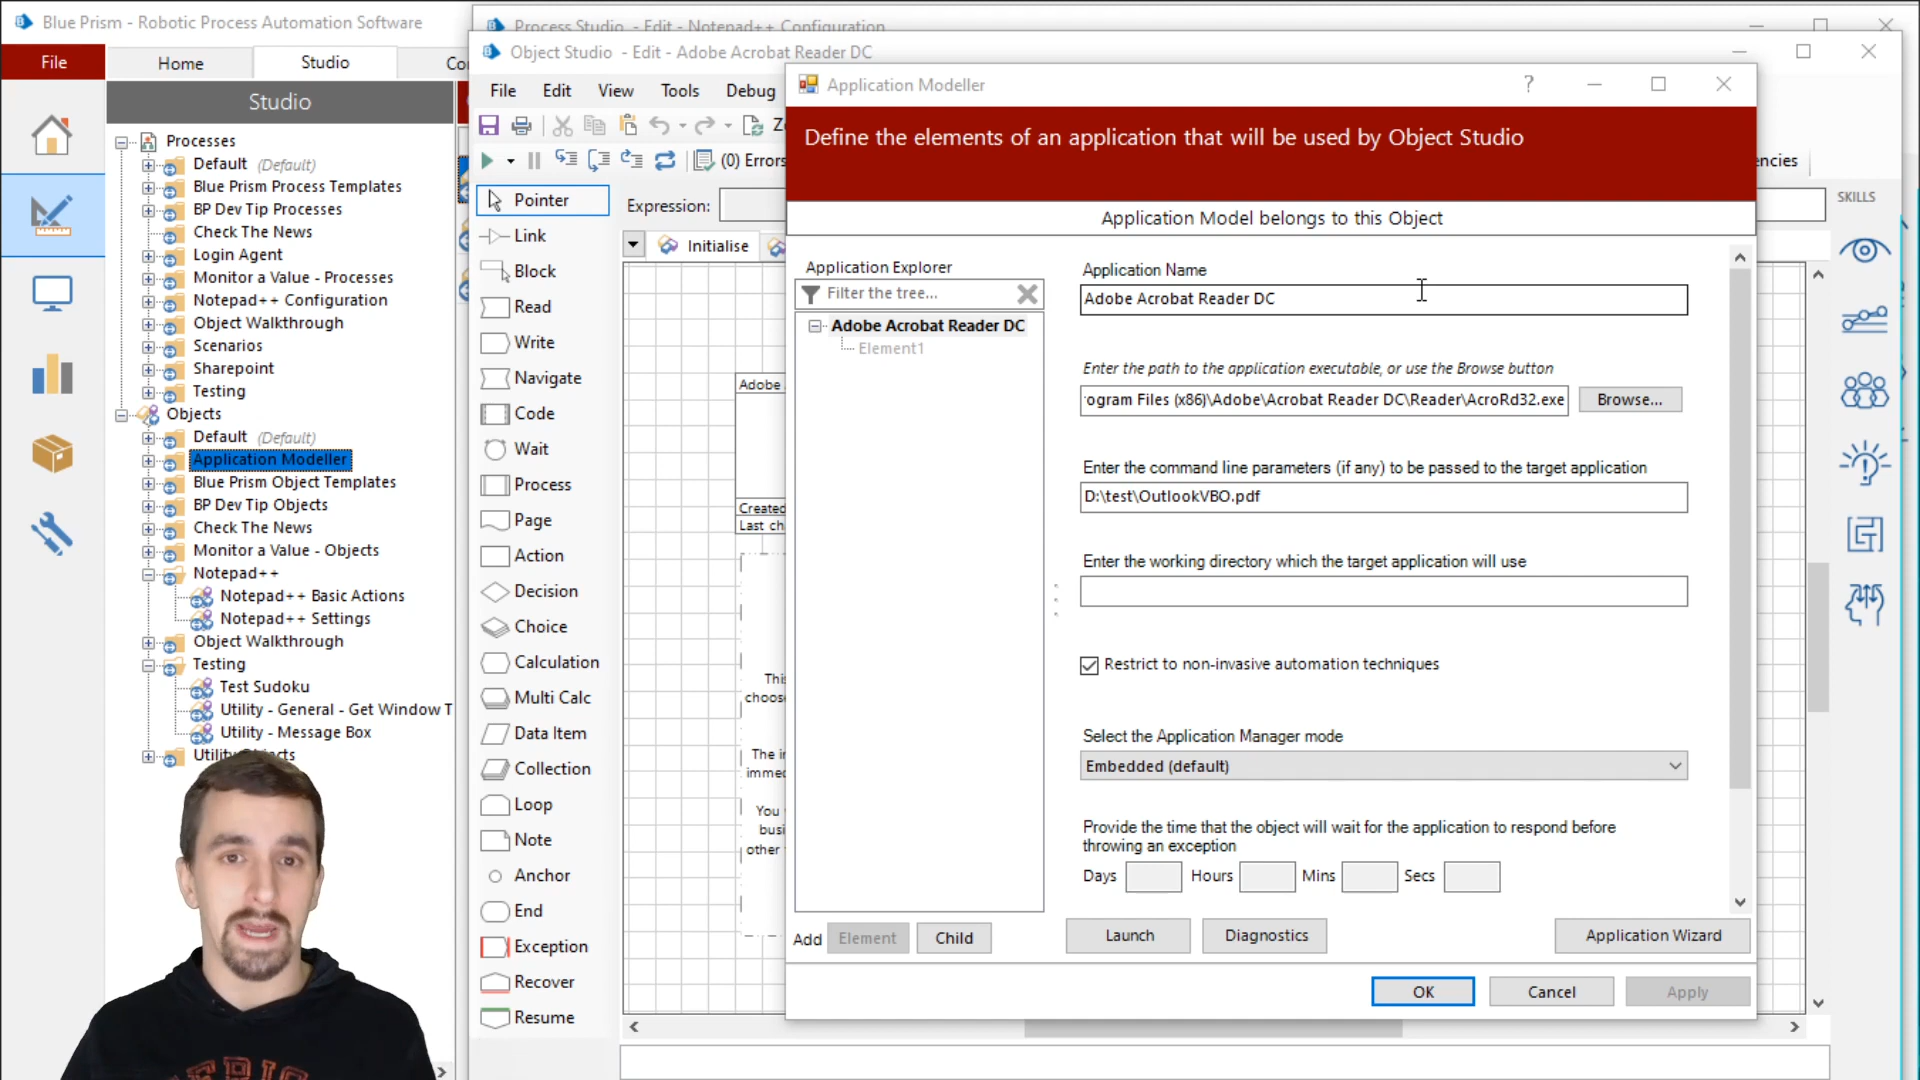 Blue Prism - Robotic Process Automation Software
Process Studio - Edit - Notepad++ Configuration
Object Studio - Edit - Adobe Acrobat Reader DC
File
Home
Studio
Studio
Processes
Default (Default)
Blue Prism Process Templates
BP Dev Tip Processes
Check The News
Login Agent
Monitor a Value - Processes
Notepad++ Configuration
Object Walkthrough
Scenarios
Sharepoint
Testing
Objects
Default (Default)
Application Modeller
Blue Prism Object Templates
BP Dev Tip Objects
Check The News
Monitor a Value - Objects
Notepad++
Notepad++ Basic Actions
Notepad++ Settings
Object Walkthrough
Testing
Test Sudoku
Utility - General - Get Window T
Utility - Message Box
File Edit View Tools Debug
(0) Errors
Pointer
Link
Block
Read
Write
Navigate
Code
Wait
Process
Page
Action
Decision
Choice
Calculation
Multi Calc
Data Item
Collection
Loop
Note
Anchor
End
Exception
Recover
Resume
Expression:
Initialise
Adobe
Created
Last ch
This
choose
The i
immed
You
busi
other
encies
SKILLS
Application Modeller
?
Define the elements of an application that will be used by Object Studio
Application Model belongs to this Object
Application Explorer
Filter the tree...
Adobe Acrobat Reader DC
Element1
Application Name
Adobe Acrobat Reader DC
Enter the path to the application executable, or use the Browse button
rogram Files (x86)\Adobe\Acrobat Reader DC\Reader\AcroRd32.exe
Browse...
Enter the command line parameters (if any) to be passed to the target application
D:\test\OutlookVBO.pdf
Enter the working directory which the target application will use
Restrict to non-invasive automation techniques
Select the Application Manager mode
Embedded (default)
Provide the time that the object will wait for the application to respond before
throwing an exception
Days Hours Mins Secs
Add Element Child
Launch Diagnostics Application Wizard
OK Cancel Apply